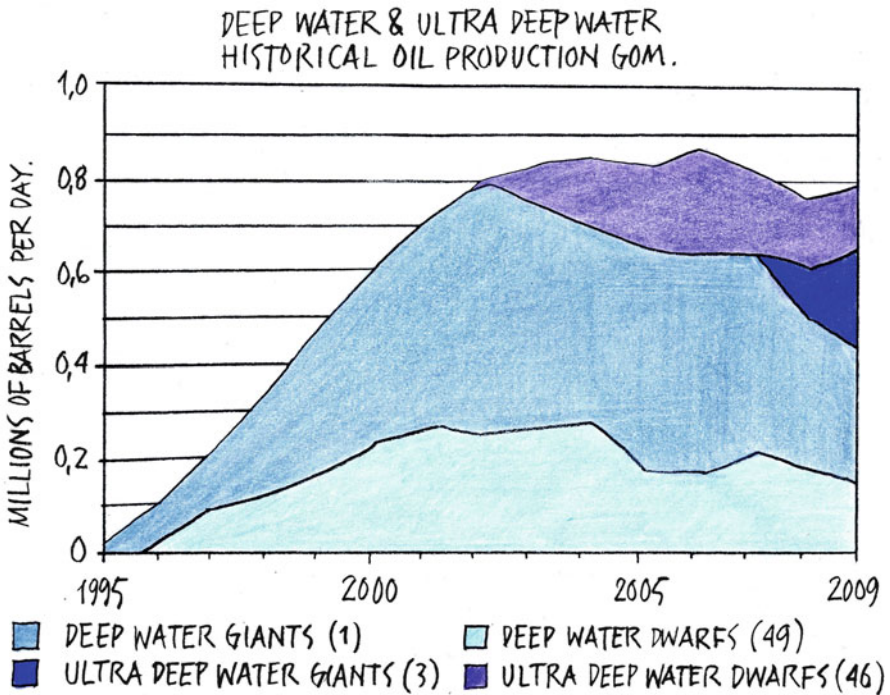 DEEP WATER & ULTRA DEEP WATER
HISTORICAL OIL PRODUCTION GOM.
MILLIONS OF BARRELS PER DAY.
1,0
0,8
0,6
0,4
0,2
0
1995 2000 2005 2009
DEEP WATER GIANTS (1) DEEP WATER DWARFS (49)
ULTRA DEEP WATER GIANTS (3) ULTRA DEEP WATER DWARFS (46)